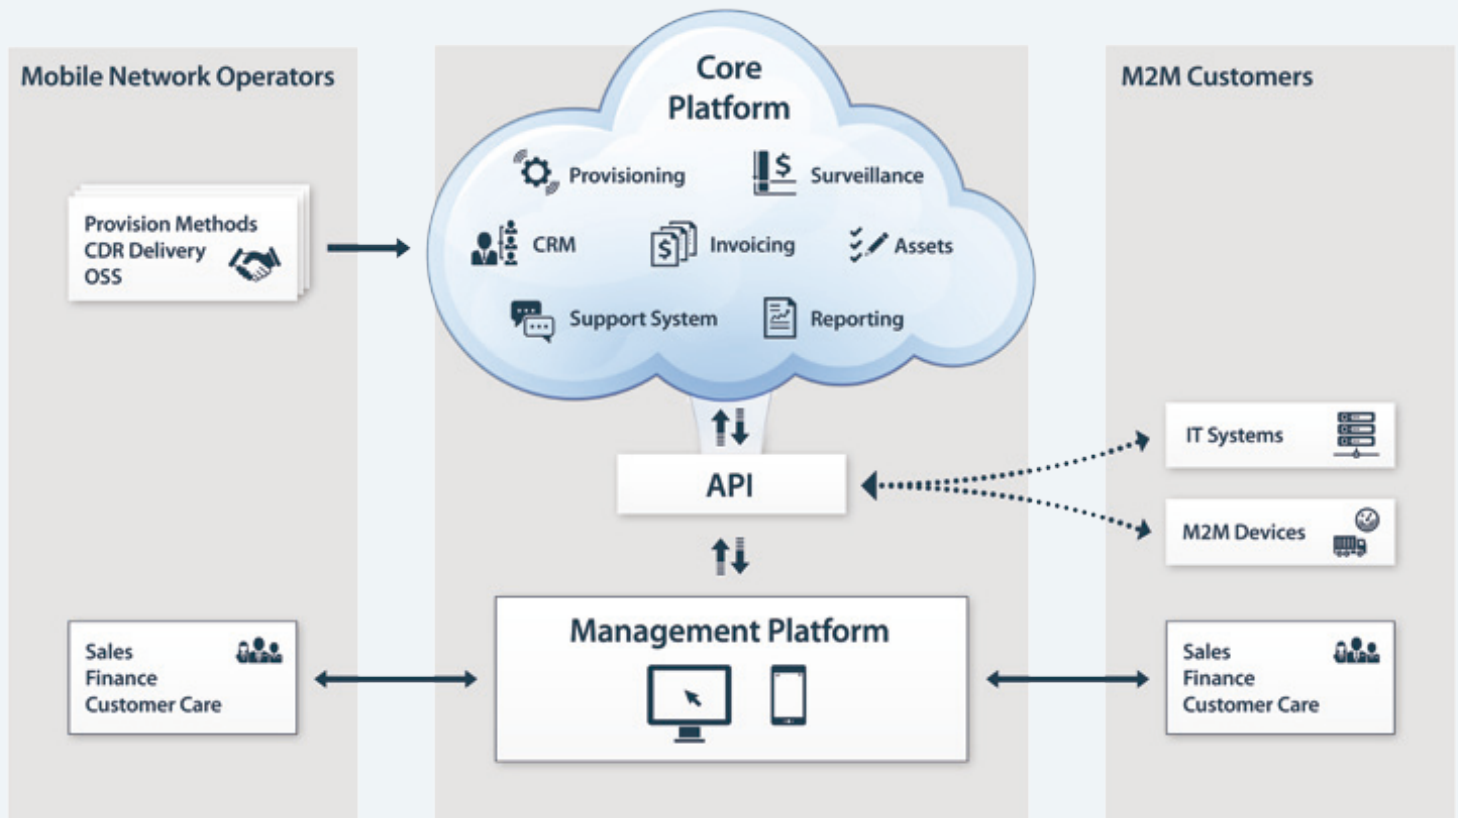 Mobile Network Operators
Provision Methods
CDR Delivery
OSS
Sales
Finance
Customer Care
Core
Platform
Provisioning
Surveillance
CRM
Invoicing
Assets
Support System
Reporting
API
Management Platform
M2M Customers
IT Systems
M2M Devices
Sales
Finance
Customer Care